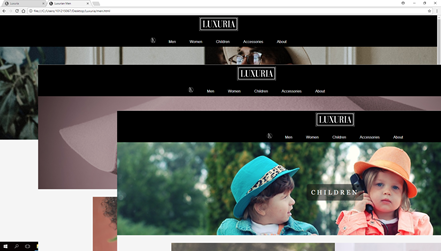 LUXURIA
Men Women Children Accessories About
LUXURIA
Men Women Children Accessories About
LUXURIA
Men Women Children Accessories About
CHILDREN